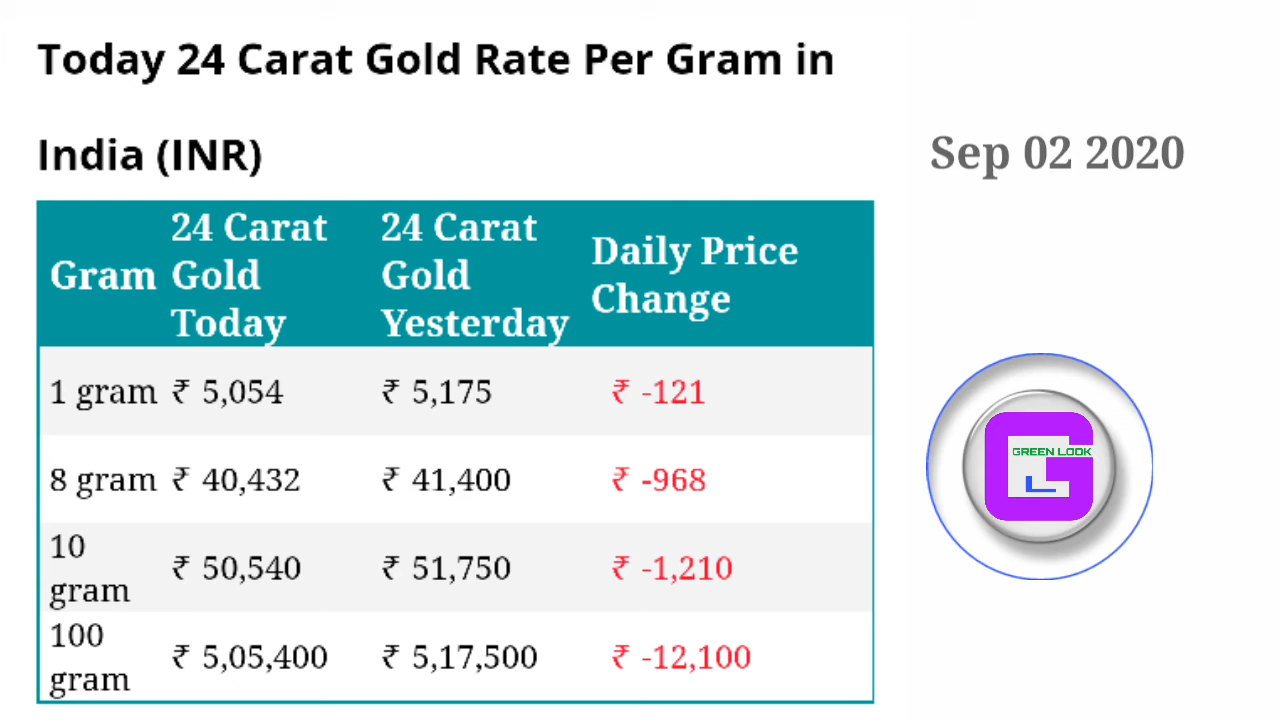 Today 24 Carat Gold Rate Per Gram in
India (INR)
Sep 02 2020
Gram
24 Carat
Gold
Today
24 Carat
Gold
Yesterday
Daily Price
Change
1 gram ₹ 5,054 ₹ 5,175 ₹ -121
8 gram ₹ 40,432 ₹ 41,400 ₹ -968
10
gram ₹ 50,540 ₹ 51,750 ₹ -1,210
100
gram ₹ 5,05,400 ₹ 5,17,500 ₹ -12,100
GREEN LOOK